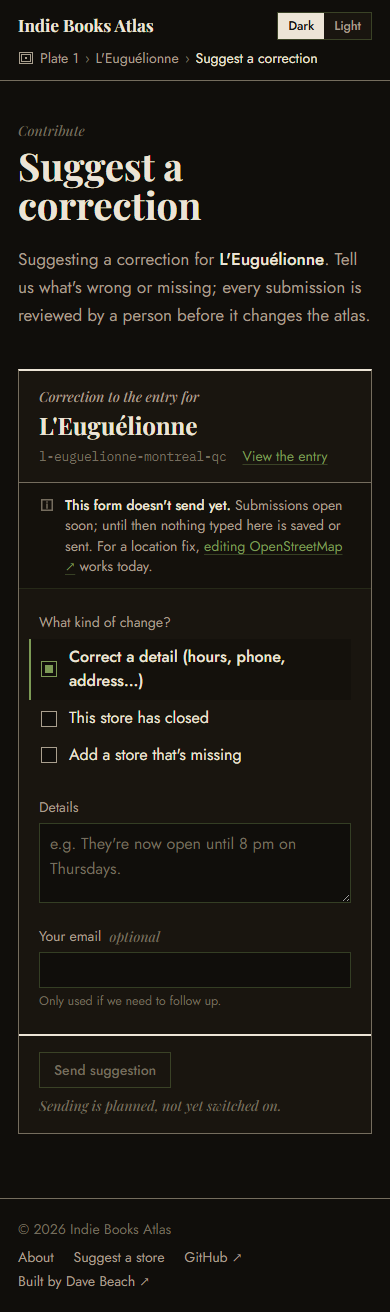 Indie Books Atlas
Dark Light
Plate 1 › L'Euguélionne › Suggest a correction
Contribute
Suggest a
correction
Suggesting a correction for L'Euguélionne. Tell
us what's wrong or missing; every submission is
reviewed by a person before it changes the atlas.
Correction to the entry for
L'Euguélionne
l-euguelionne-montreal-qc View the entry
This form doesn't send yet. Submissions open
soon; until then nothing typed here is saved or
sent. For a location fix, editing OpenStreetMap
↗ works today.
What kind of change?
Correct a detail (hours, phone,
address…)
This store has closed
Add a store that's missing
Details
e.g. They're now open until 8 pm on
Thursdays.
Your email optional
Only used if we need to follow up.
Send suggestion
Sending is planned, not yet switched on.
© 2026 Indie Books Atlas
About Suggest a store GitHub ↗
Built by Dave Beach ↗